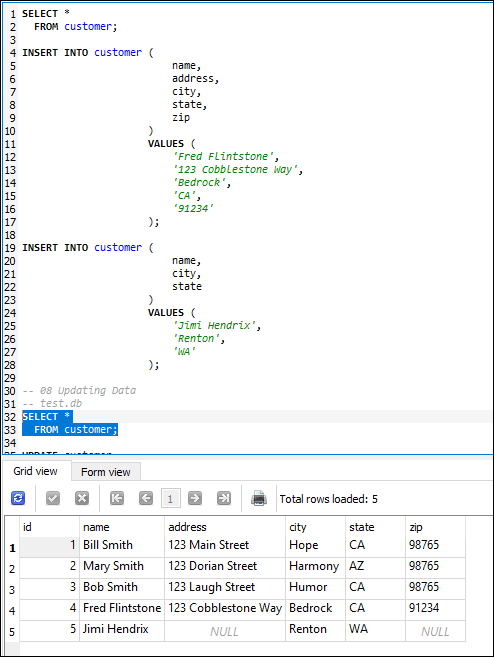 1 SELECT *
2 FROM customer;
3
4 INSERT INTO customer (
5 name,
6 address,
7 city,
8 state,
9 zip
10 )
11 VALUES (
12 'Fred Flintstone',
13 '123 Cobblestone Way',
14 'Bedrock',
15 'CA',
16 '91234'
17 );
18
19 INSERT INTO customer (
20 name,
21 city,
22 state
23 )
24 VALUES (
25 'Jimi Hendrix',
26 'Renton',
27 'WA'
28 );
29
30 -- 08 Updating Data
31 -- test.db
32 SELECT *
33 FROM customer;
34
35 UPDATE customer
Grid view Form view
1 Total rows loaded: 5
id name address city state zip
1 1 Bill Smith 123 Main Street Hope CA 98765
2 2 Mary Smith 123 Dorian Street Harmony AZ 98765
3 3 Bob Smith 123 Laugh Street Humor CA 98765
4 4 Fred Flintstone 123 Cobblestone Way Bedrock CA 91234
5 5 Jimi Hendrix NULL Renton WA NULL